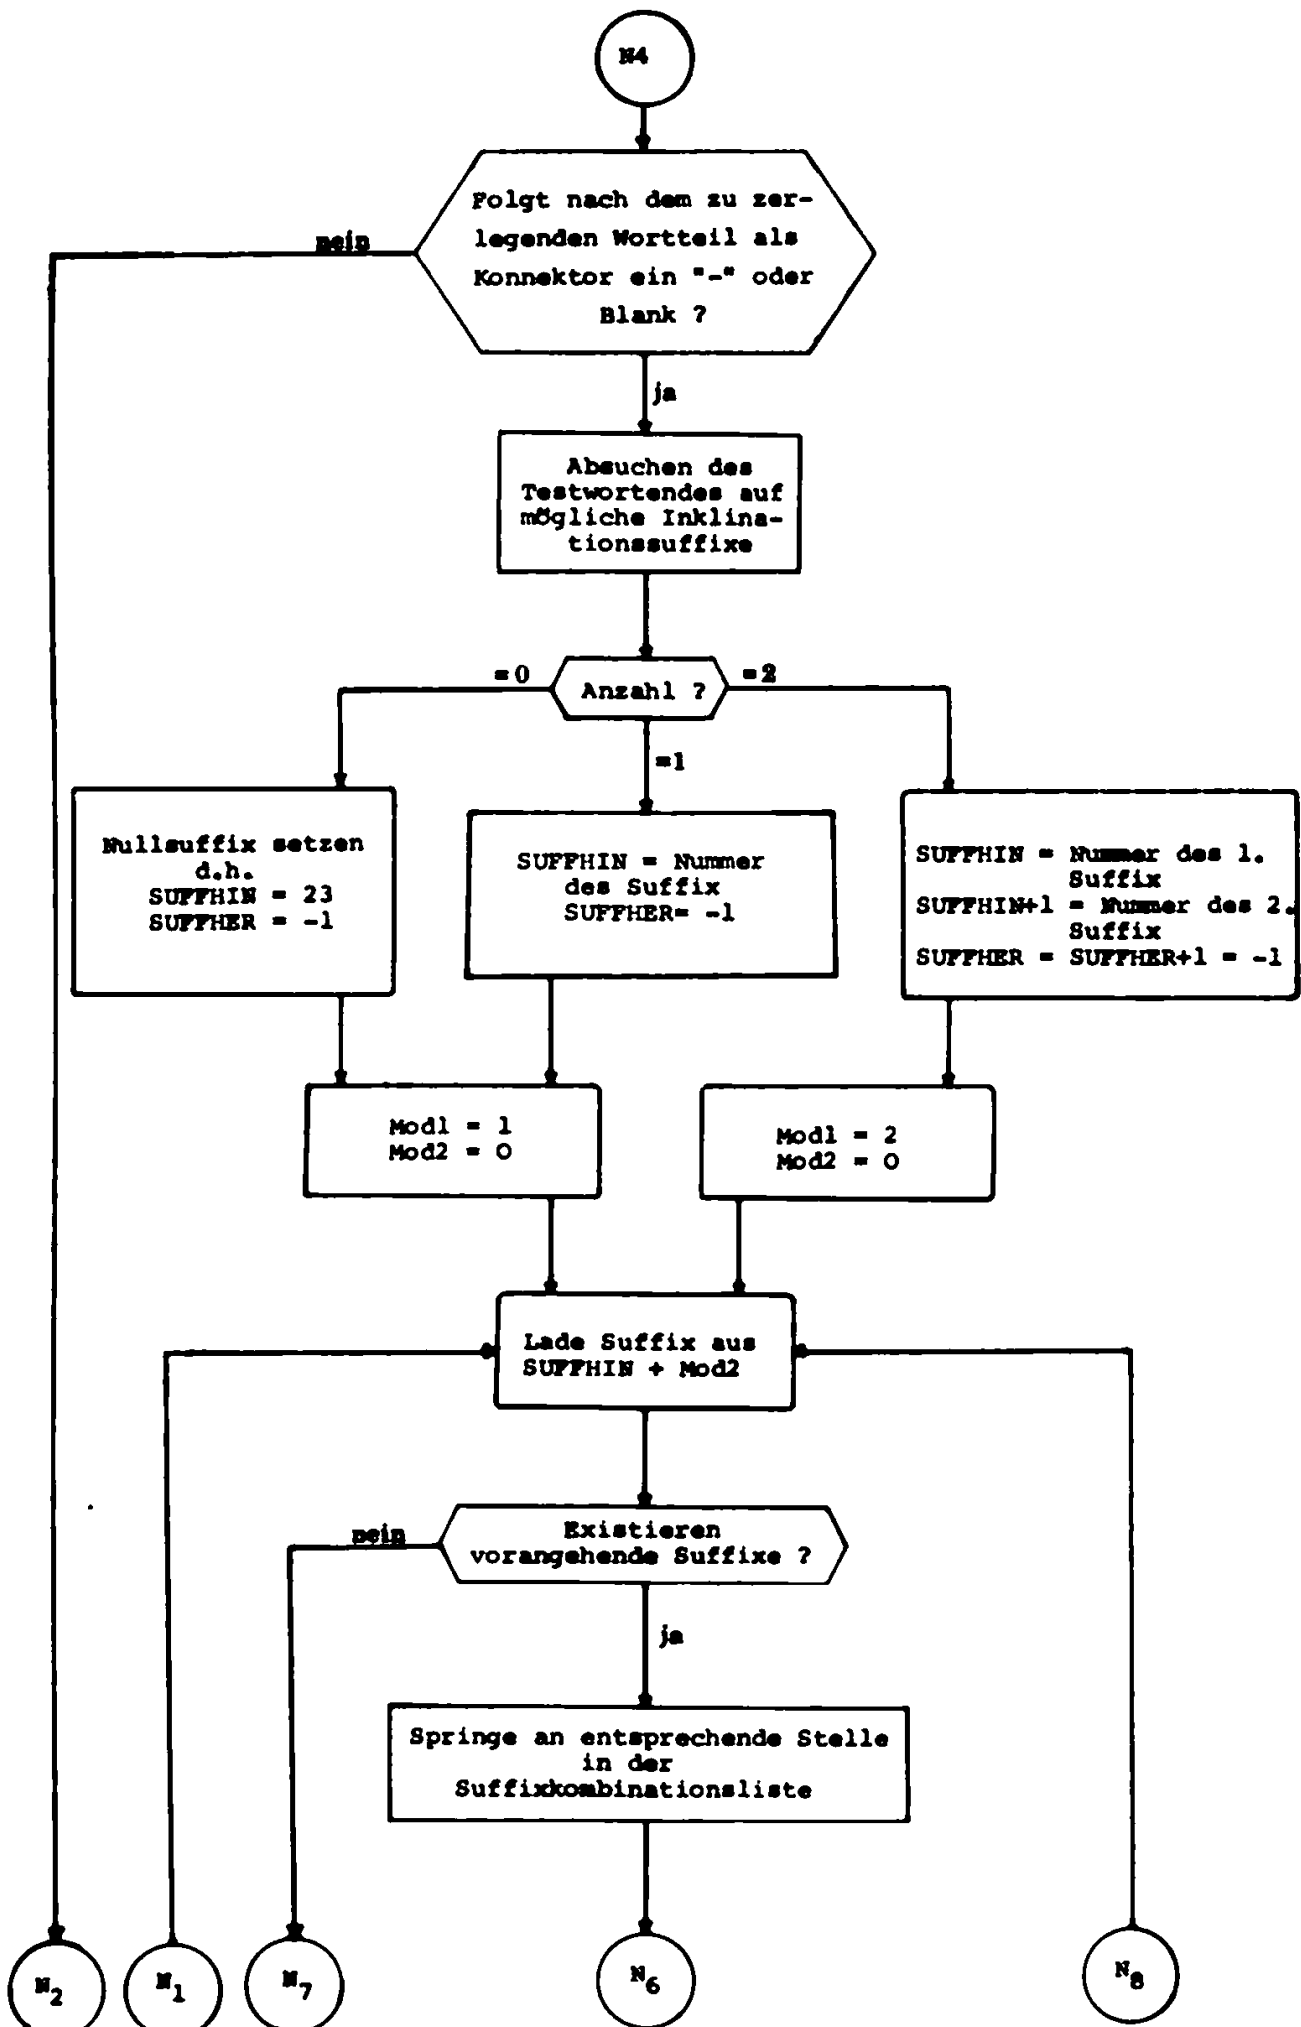 N4
Folgt nach dem zu zer-
nein
legenden Wortteil als
Konnektor ein "-" oder
Blank ?
ja
Absuchen des
Testwortendes auf
mögliche Inklina-
tionssuffixe
=0
Anzahl ?
=2
=1
Nullsuffix setzen
d.h.
SUFFHIN = 23
SUFFHER = -1
SUFFHIN = Nummer
des Suffix
SUFFHER= -1
SUFFHIN = Nummer des 1.
Suffix
SUFFHIN+1 = Nummer des 2.
Suffix
SUFFHER = SUFFHER+1 = -1
Mod1 = 1
Mod2 = 0
Mod1 = 2
Mod2 = 0
Lade Suffix aus
SUFFHIN + Mod2
nein
Existieren
vorangehende Suffixe ?
ja
Springe an entsprechende Stelle
in der
Suffixkombinationsliste
N2
N1
N7
N6
N8